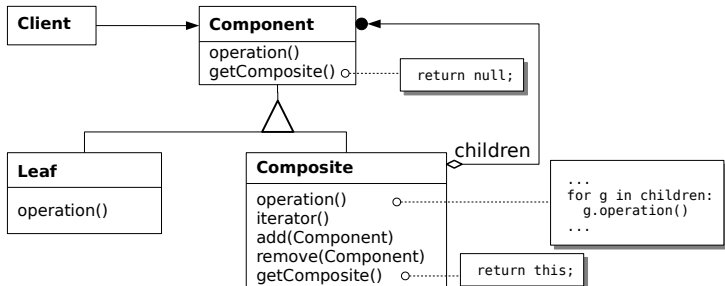 Client
Component
operation()
getComposite()
return null;
children
Leaf
operation()
Composite
operation()
iterator()
add(Component)
remove(Component)
getComposite()
...
for g in children:
g.operation()
...
return this;